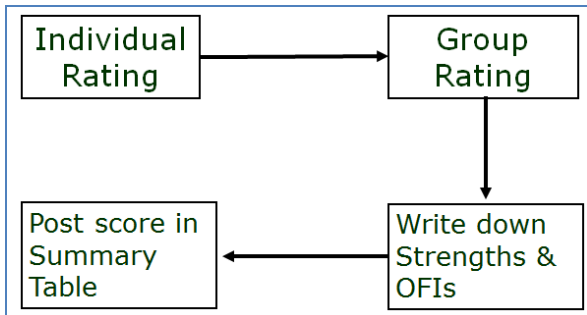 Individual
Rating
Group
Rating
Post score in
Summary
Table
Write down
Strengths &
OFIs